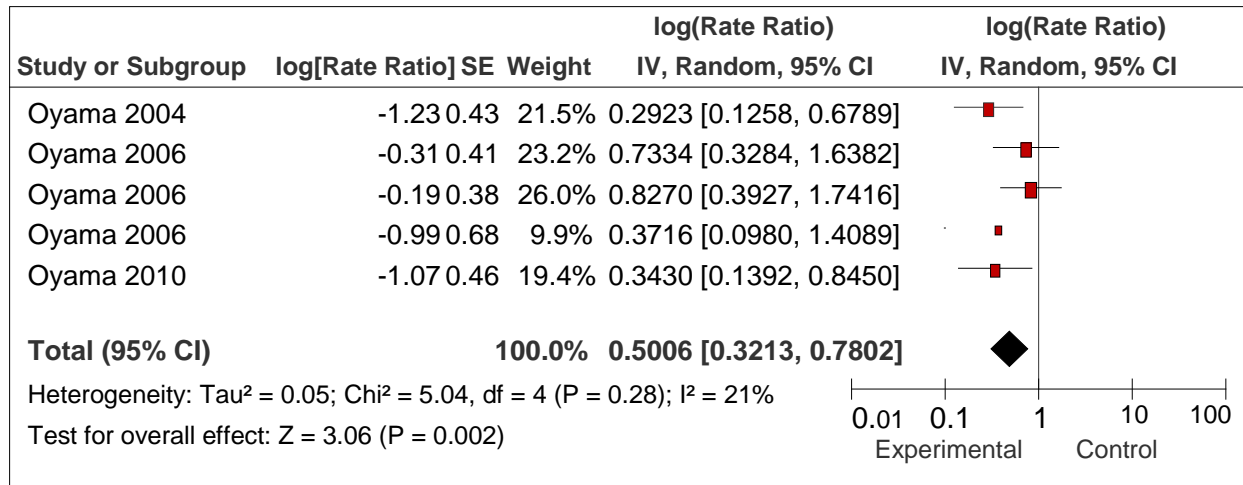 log(Rate Ratio) log(Rate Ratio)
Study or Subgroup log[Rate Ratio] SE Weight IV, Random, 95% CI IV, Random, 95% CI
Oyama 2004 -1.23 0.43 21.5% 0.2923 [0.1258, 0.6789]
Oyama 2006 -0.31 0.41 23.2% 0.7334 [0.3284, 1.6382]
Oyama 2006 -0.19 0.38 26.0% 0.8270 [0.3927, 1.7416]
Oyama 2006 -0.99 0.68 9.9% 0.3716 [0.0980, 1.4089]
Oyama 2010 -1.07 0.46 19.4% 0.3430 [0.1392, 0.8450]
Total (95% CI) 100.0% 0.5006 [0.3213, 0.7802]
Heterogeneity: Tau² = 0.05; Chi² = 5.04, df = 4 (P = 0.28); I² = 21%
Test for overall effect: Z = 3.06 (P = 0.002)
0.01 0.1 1 10 100
Experimental Control